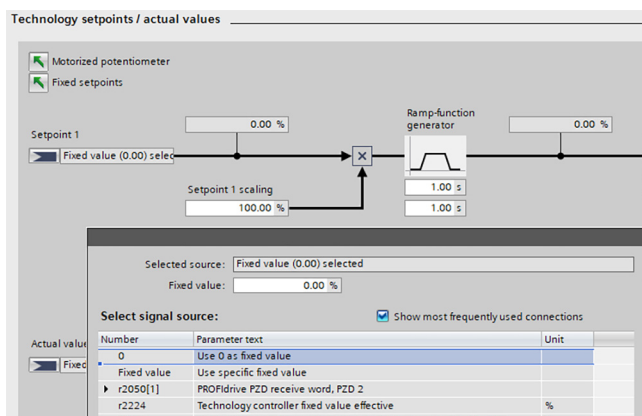 Technology setpoints / actual values
Motorized potentiometer
Fixed setpoints
0.00 %
Ramp-function
generator
0.00 %
Setpoint 1
Fixed value (0.00) selec
Setpoint 1 scaling
100.00 %
1.00 s
1.00 s
Selected source: Fixed value (0.00) selected
Fixed value: 0.00 %
Select signal source: Show most frequently used connections
Actual value
Fixed
Number Parameter text Unit
0 Use 0 as fixed value
Fixed value Use specific fixed value
r2050[1] PROFIdrive PZD receive word, PZD 2
r2224 Technology controller fixed value effective %